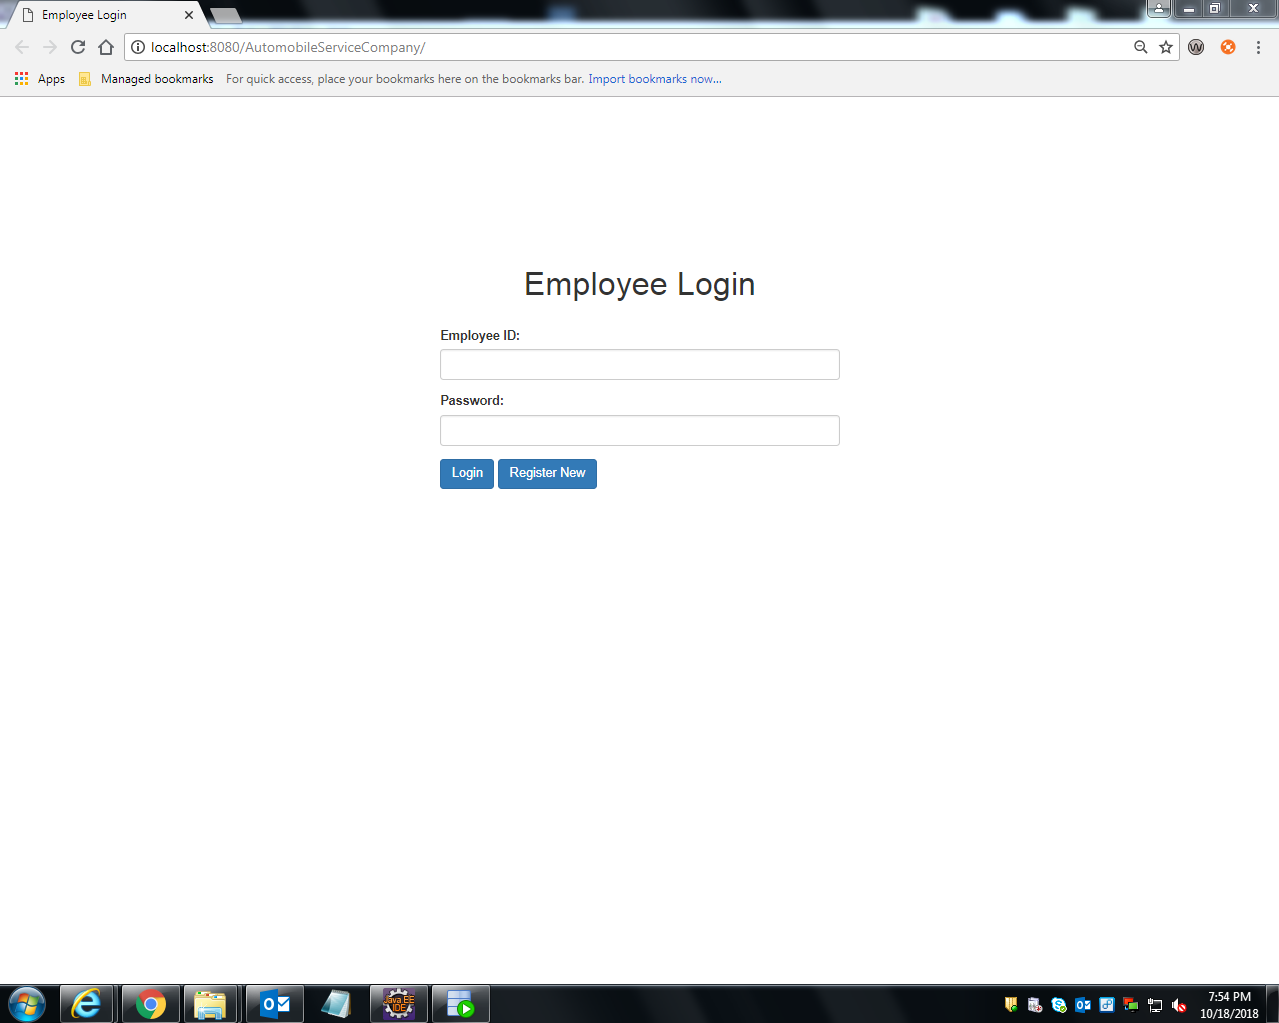 Employee Login
localhost:8080/AutomobileServiceCompany/
Apps Managed bookmarks For quick access, place your bookmarks here on the bookmarks bar. Import bookmarks now...
Employee Login
Employee ID:
Password:
Login Register New
Java EE
IDE
7:54 PM
10/18/2018